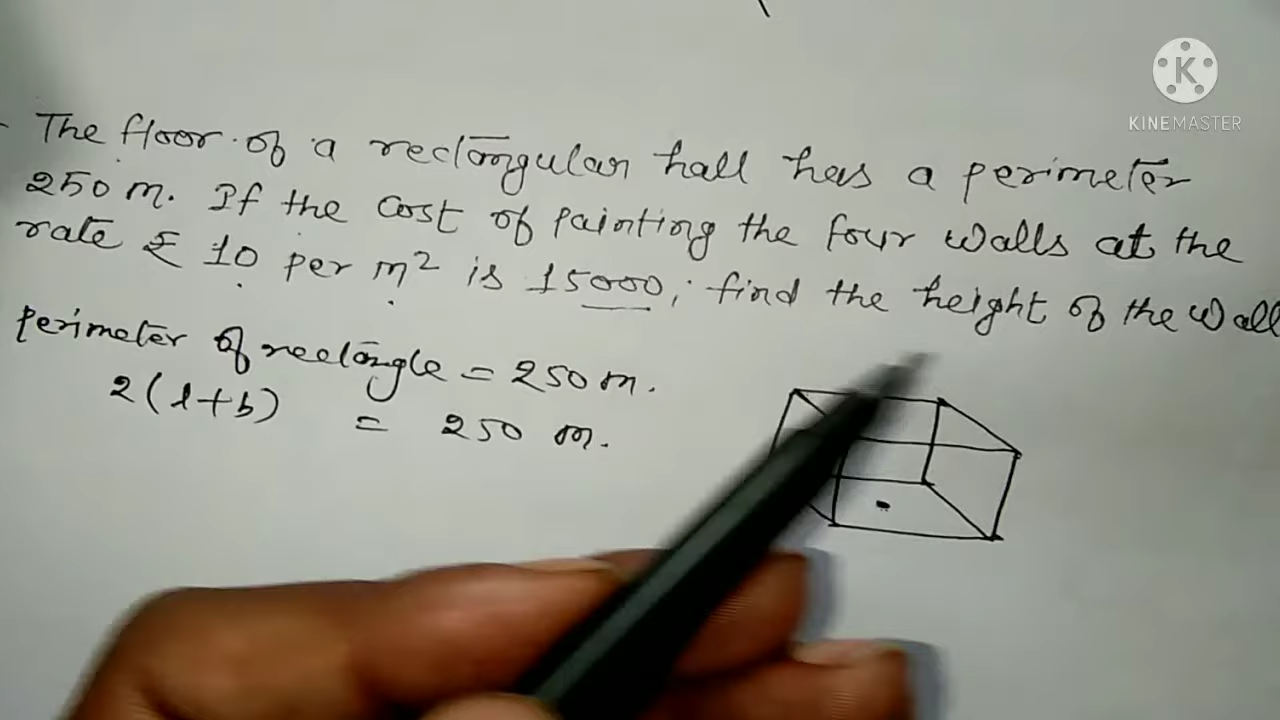 The floor of a rectangular hall has a perimeter
250 m. If the cost of painting the four walls at the
rate ₹ 10 per m² is 15000; find the height of the Wall
perimeter of rectangle = 250 m.
2(l+b) = 250 m.
K
KINEMASTER